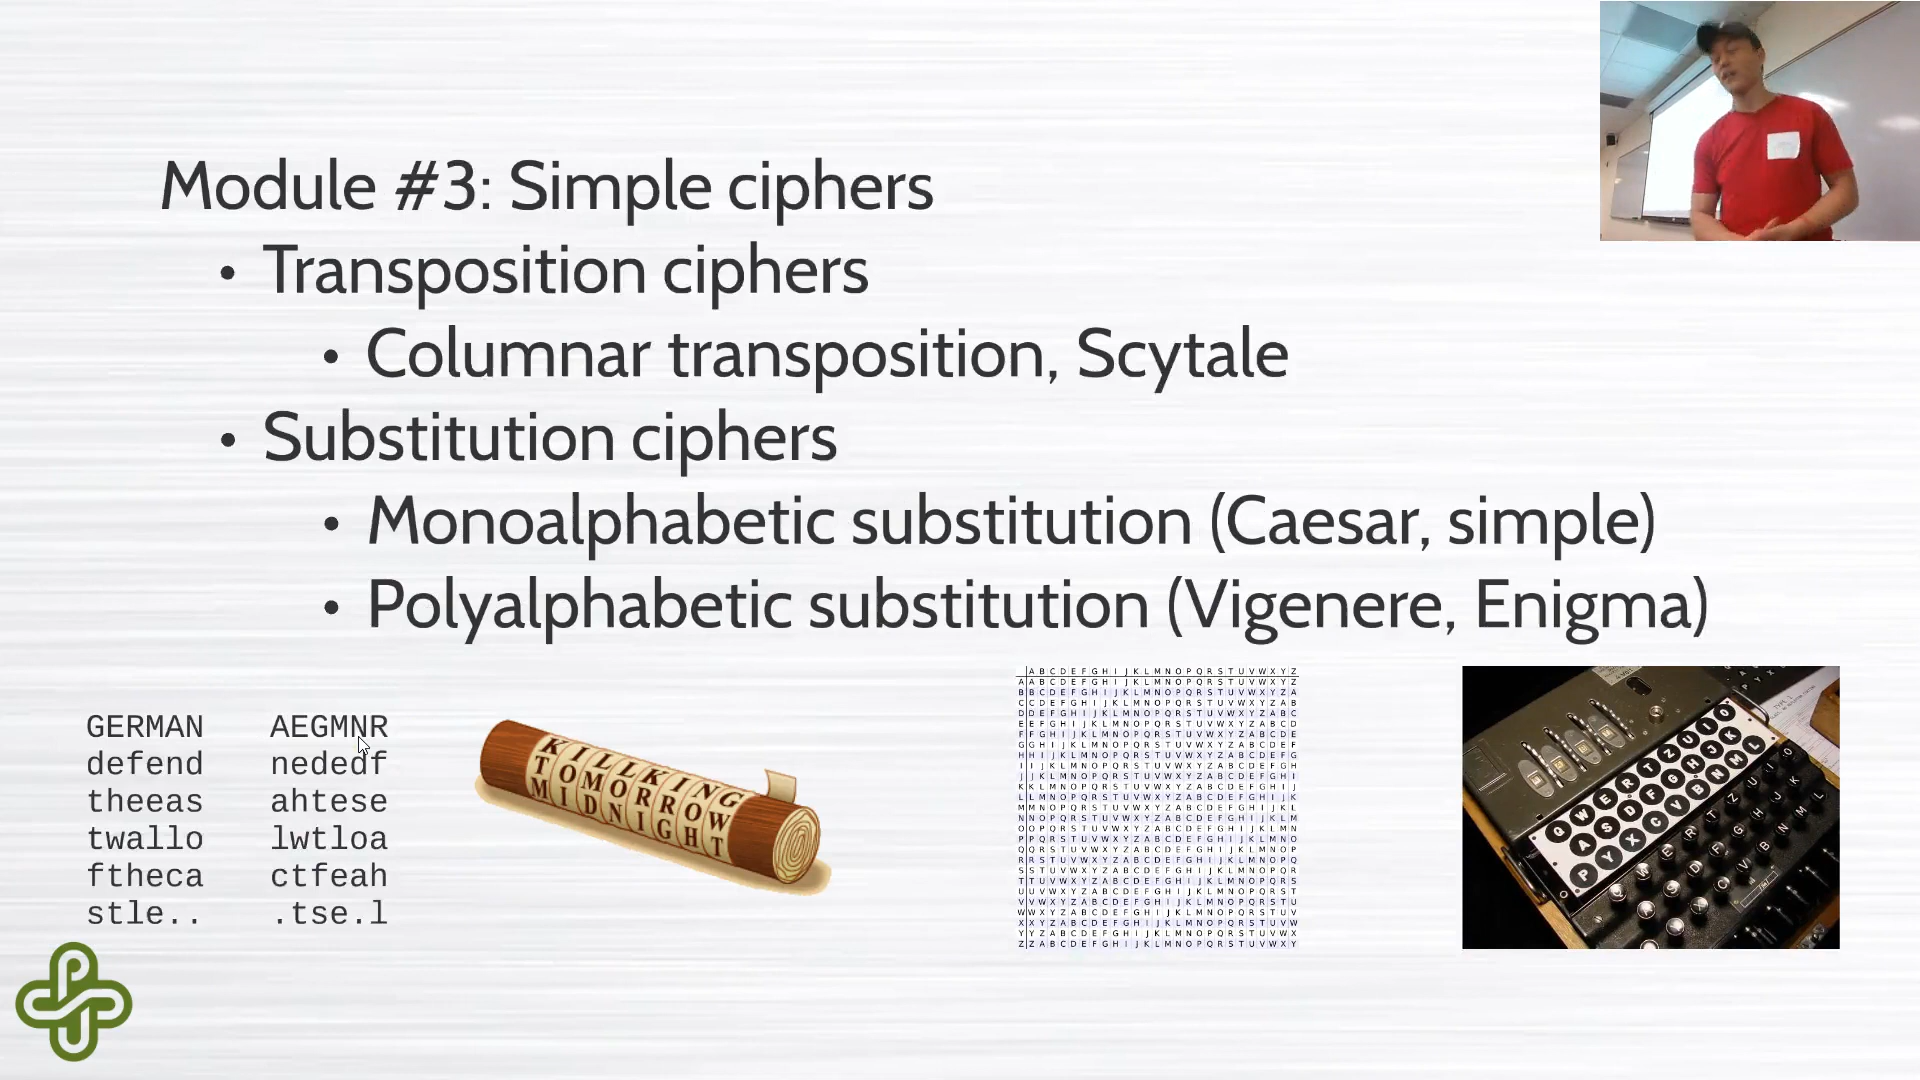 Module #3: Simple ciphers
• Transposition ciphers
• Columnar transposition, Scytale
• Substitution ciphers
• Monoalphabetic substitution (Caesar, simple)
• Polyalphabetic substitution (Vigenere, Enigma)
GERMAN AEGMNR
defend nededf
theeas ahtese
twallo lwtloa
ftheca ctfeah
stle.. .tse.l
KILLKING
TOMORROW
MIDNIGHT
A B C D E F G H I J K L M N O P Q R S T U V W X Y Z
A A B C D E F G H I J K L M N O P Q R S T U V W X Y Z
B B C D E F G H I J K L M N O P Q R S T U V W X Y Z A
C C D E F G H I J K L M N O P Q R S T U V W X Y Z A B
D D E F G H I J K L M N O P Q R S T U V W X Y Z A B C
E E F G H I J K L M N O P Q R S T U V W X Y Z A B C D
F F G H I J K L M N O P Q R S T U V W X Y Z A B C D E
G G H I J K L M N O P Q R S T U V W X Y Z A B C D E F
H H I J K L M N O P Q R S T U V W X Y Z A B C D E F G
I I J K L M N O P Q R S T U V W X Y Z A B C D E F G H
J J K L M N O P Q R S T U V W X Y Z A B C D E F G H I
K K L M N O P Q R S T U V W X Y Z A B C D E F G H I J
L L M N O P Q R S T U V W X Y Z A B C D E F G H I J K
M M N O P Q R S T U V W X Y Z A B C D E F G H I J K L
N N O P Q R S T U V W X Y Z A B C D E F G H I J K L M
O O P Q R S T U V W X Y Z A B C D E F G H I J K L M N
P P Q R S T U V W X Y Z A B C D E F G H I J K L M N O
Q Q R S T U V W X Y Z A B C D E F G H I J K L M N O P
R R S T U V W X Y Z A B C D E F G H I J K L M N O P Q
S S T U V W X Y Z A B C D E F G H I J K L M N O P Q R
T T U V W X Y Z A B C D E F G H I J K L M N O P Q R S
U U V W X Y Z A B C D E F G H I J K L M N O P Q R S T
V V W X Y Z A B C D E F G H I J K L M N O P Q R S T U
W W X Y Z A B C D E F G H I J K L M N O P Q R S T U V
X X Y Z A B C D E F G H I J K L M N O P Q R S T U V W
Y Y Z A B C D E F G H I J K L M N O P Q R S T U V W X
Z Z A B C D E F G H I J K L M N O P Q R S T U V W X Y
Q W E R T Z U I O
A S D F G H J K
P Y X C V B N M L